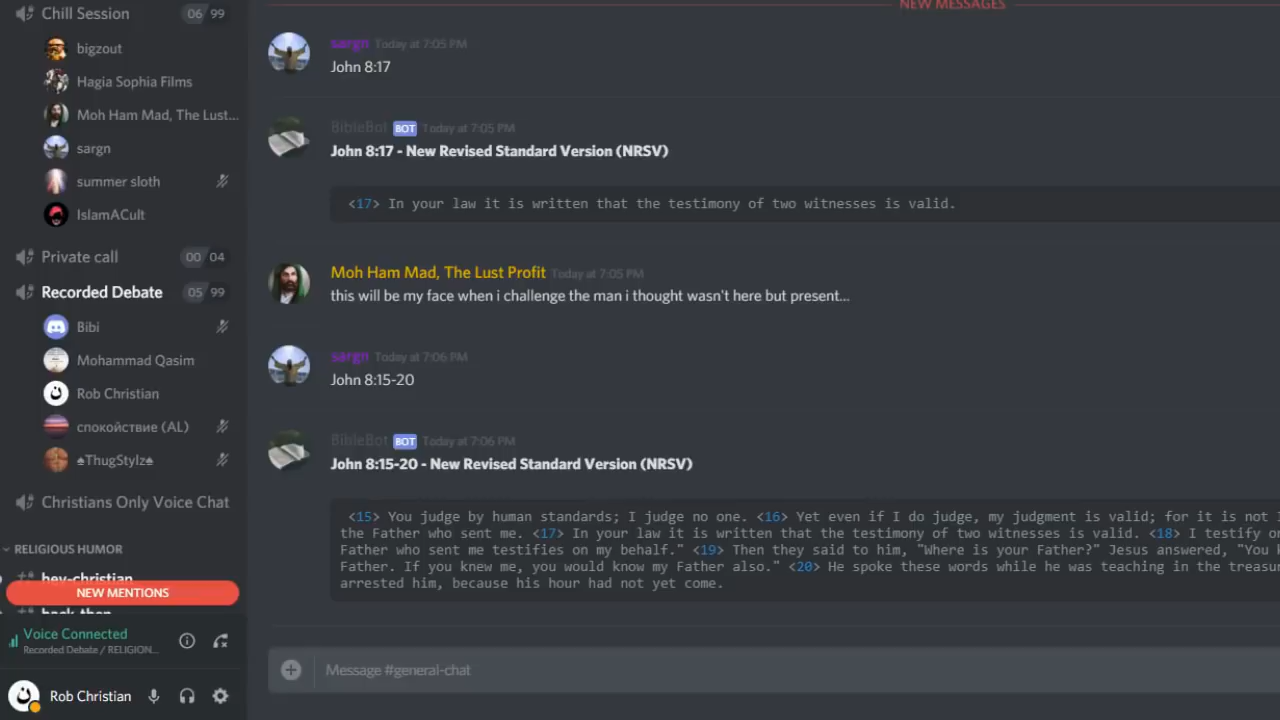 Chill Session 06 99
bigzout
Hagia Sophia Films
Moh Ham Mad, The Lust...
sargn
summer sloth
IslamACult
Private call 00 04
Recorded Debate 05 99
Bibi
Mohammad Qasim
Rob Christian
спокойствие (AL)
♠ThugStylz♠
Christians Only Voice Chat
RELIGIOUS HUMOR
hey-christian
NEW MENTIONS
Voice Connected
Recorded Debate / RELIGION...
Rob Christian
NEW MESSAGES
sargn Today at 7:05 PM
John 8:17
BibleBot BOT Today at 7:05 PM
John 8:17 - New Revised Standard Version (NRSV)
<17> In your law it is written that the testimony of two witnesses is valid.
Moh Ham Mad, The Lust Profit Today at 7:05 PM
this will be my face when i challenge the man i thought wasn't here but present...
sargn Today at 7:06 PM
John 8:15-20
BibleBot BOT Today at 7:06 PM
John 8:15-20 - New Revised Standard Version (NRSV)
<15> You judge by human standards; I judge no one. <16> Yet even if I do judge, my judgment is valid; for it is not I
the Father who sent me. <17> In your law it is written that the testimony of two witnesses is valid. <18> I testify on
Father who sent me testifies on my behalf." <19> Then they said to him, "Where is your Father?" Jesus answered, "You k
Father. If you knew me, you would know my Father also." <20> He spoke these words while he was teaching in the treasur
arrested him, because his hour had not yet come.
Message #general-chat